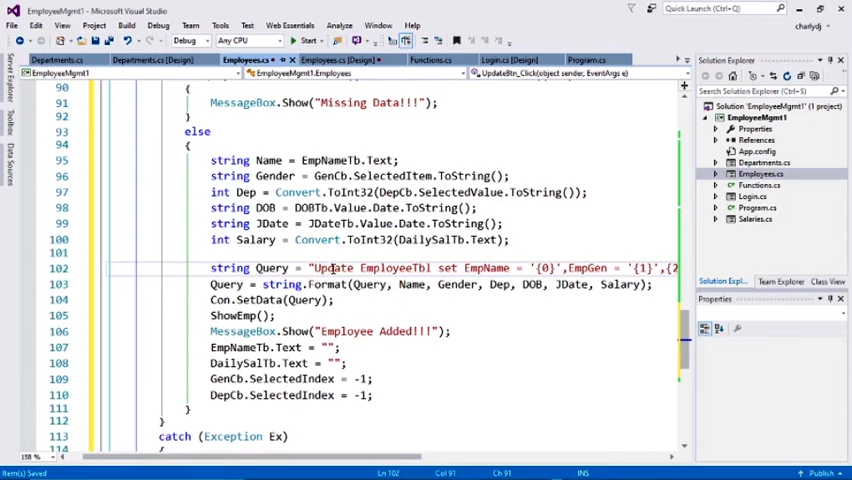 EmployeeMgmt1 - Microsoft Visual Studio
Quick Launch (Ctrl+Q)
File Edit View Project Build Debug Team Tools Test Web Essentials Analyze Window Help
charlydj
Debug Any CPU Start
Departments.cs Departments.cs [Design] Employees.cs Employees.cs [Design] Functions.cs Login.cs [Design] Program.cs
EmployeeMgmt1 EmployeeMgmt1.Employees UpdateBtn_Click(object sender, EventArgs e)
Server Explorer
Toolbox
Data Sources
90 {
91 MessageBox.Show("Missing Data!!!");
92 }
93 else
94 {
95 string Name = EmpNameTb.Text;
96 string Gender = GenCb.SelectedItem.ToString();
97 int Dep = Convert.ToInt32(DepCb.SelectedValue.ToString());
98 string DOB = DOBTb.Value.Date.ToString();
99 string JDate = JDateTb.Value.Date.ToString();
100 int Salary = Convert.ToInt32(DailySalTb.Text);
101
102 string Query = "Update EmployeeTbl set EmpName = '{0}',EmpGen = '{1}',{2
103 Query = string.Format(Query, Name, Gender, Dep, DOB, JDate, Salary);
104 Con.SetData(Query);
105 ShowEmp();
106 MessageBox.Show("Employee Added!!!");
107 EmpNameTb.Text = "";
108 DailySalTb.Text = "";
109 GenCb.SelectedIndex = -1;
110 DepCb.SelectedIndex = -1;
111 }
112 }
113 catch (Exception Ex)
114 {
158 %
Solution Explorer
Search Solution Explorer (Ctrl+;)
Solution 'EmployeeMgmt1' (1 project)
EmployeeMgmt1
Properties
References
App.config
Departments.cs
Employees.cs
Functions.cs
Login.cs
Program.cs
Salaries.cs
Solution Expl... Team Explorer Class View
Properties
Item(s) Saved Ln 102 Col 91 Ch 91 INS Publish